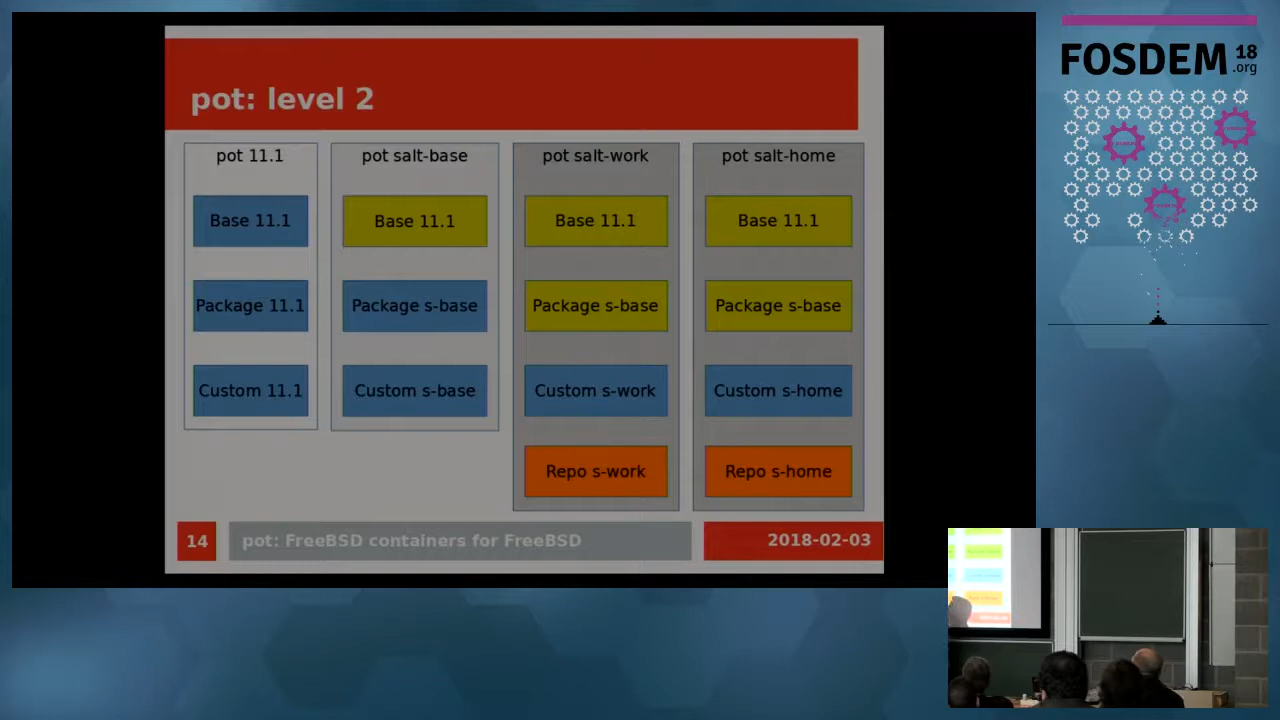 pot: level 2
pot 11.1
Base 11.1
Package 11.1
Custom 11.1
pot salt-base
Base 11.1
Package s-base
Custom s-base
pot salt-work
Base 11.1
Package s-base
Custom s-work
Repo s-work
pot salt-home
Base 11.1
Package s-base
Custom s-home
Repo s-home
14
pot: FreeBSD containers for FreeBSD
2018-02-03
FOSDEM 18
.org